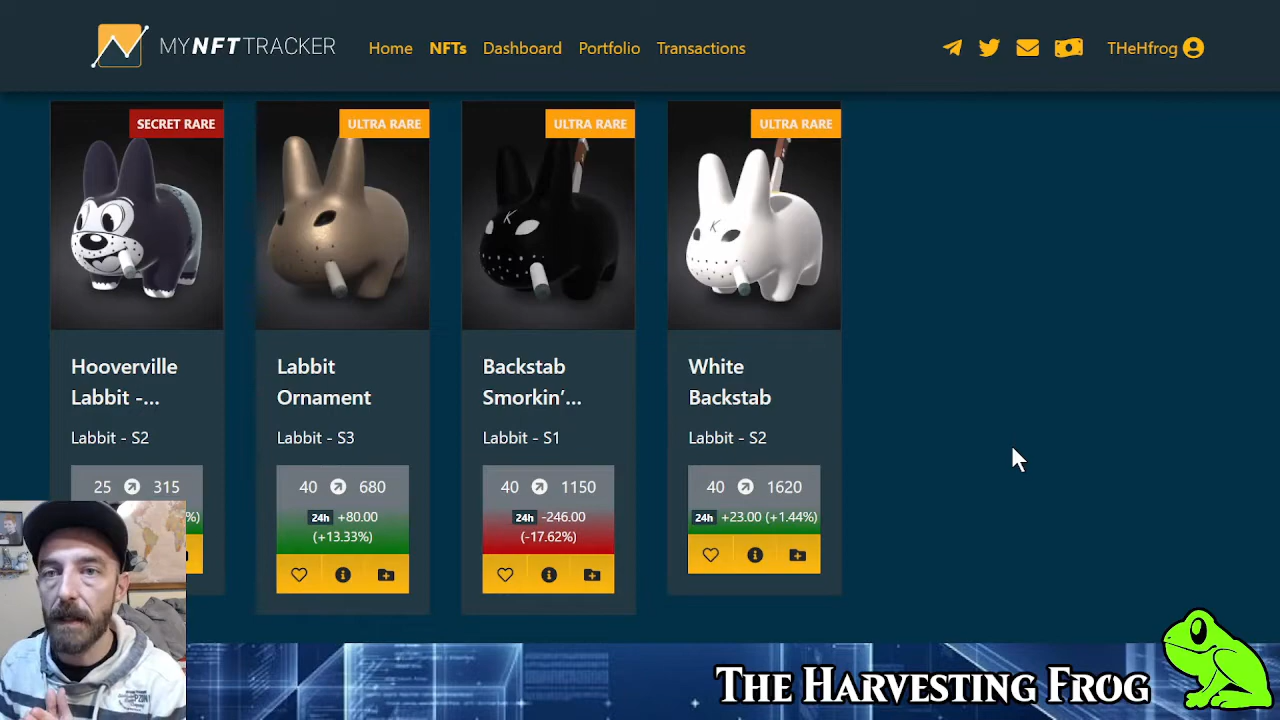 MYNFTTRACKER
Home NFTs Dashboard Portfolio Transactions
THeHfrog
SECRET RARE
Hooverville
Labbit -...
Labbit - S2
25 315
%)
ULTRA RARE
Labbit
Ornament
Labbit - S3
40 680
24h +80.00
(+13.33%)
ULTRA RARE
K
Backstab
Smorkin’...
Labbit - S1
40 1150
24h -246.00
(-17.62%)
ULTRA RARE
K
White
Backstab
Labbit - S2
40 1620
24h +23.00 (+1.44%)
THE HARVESTING FROG